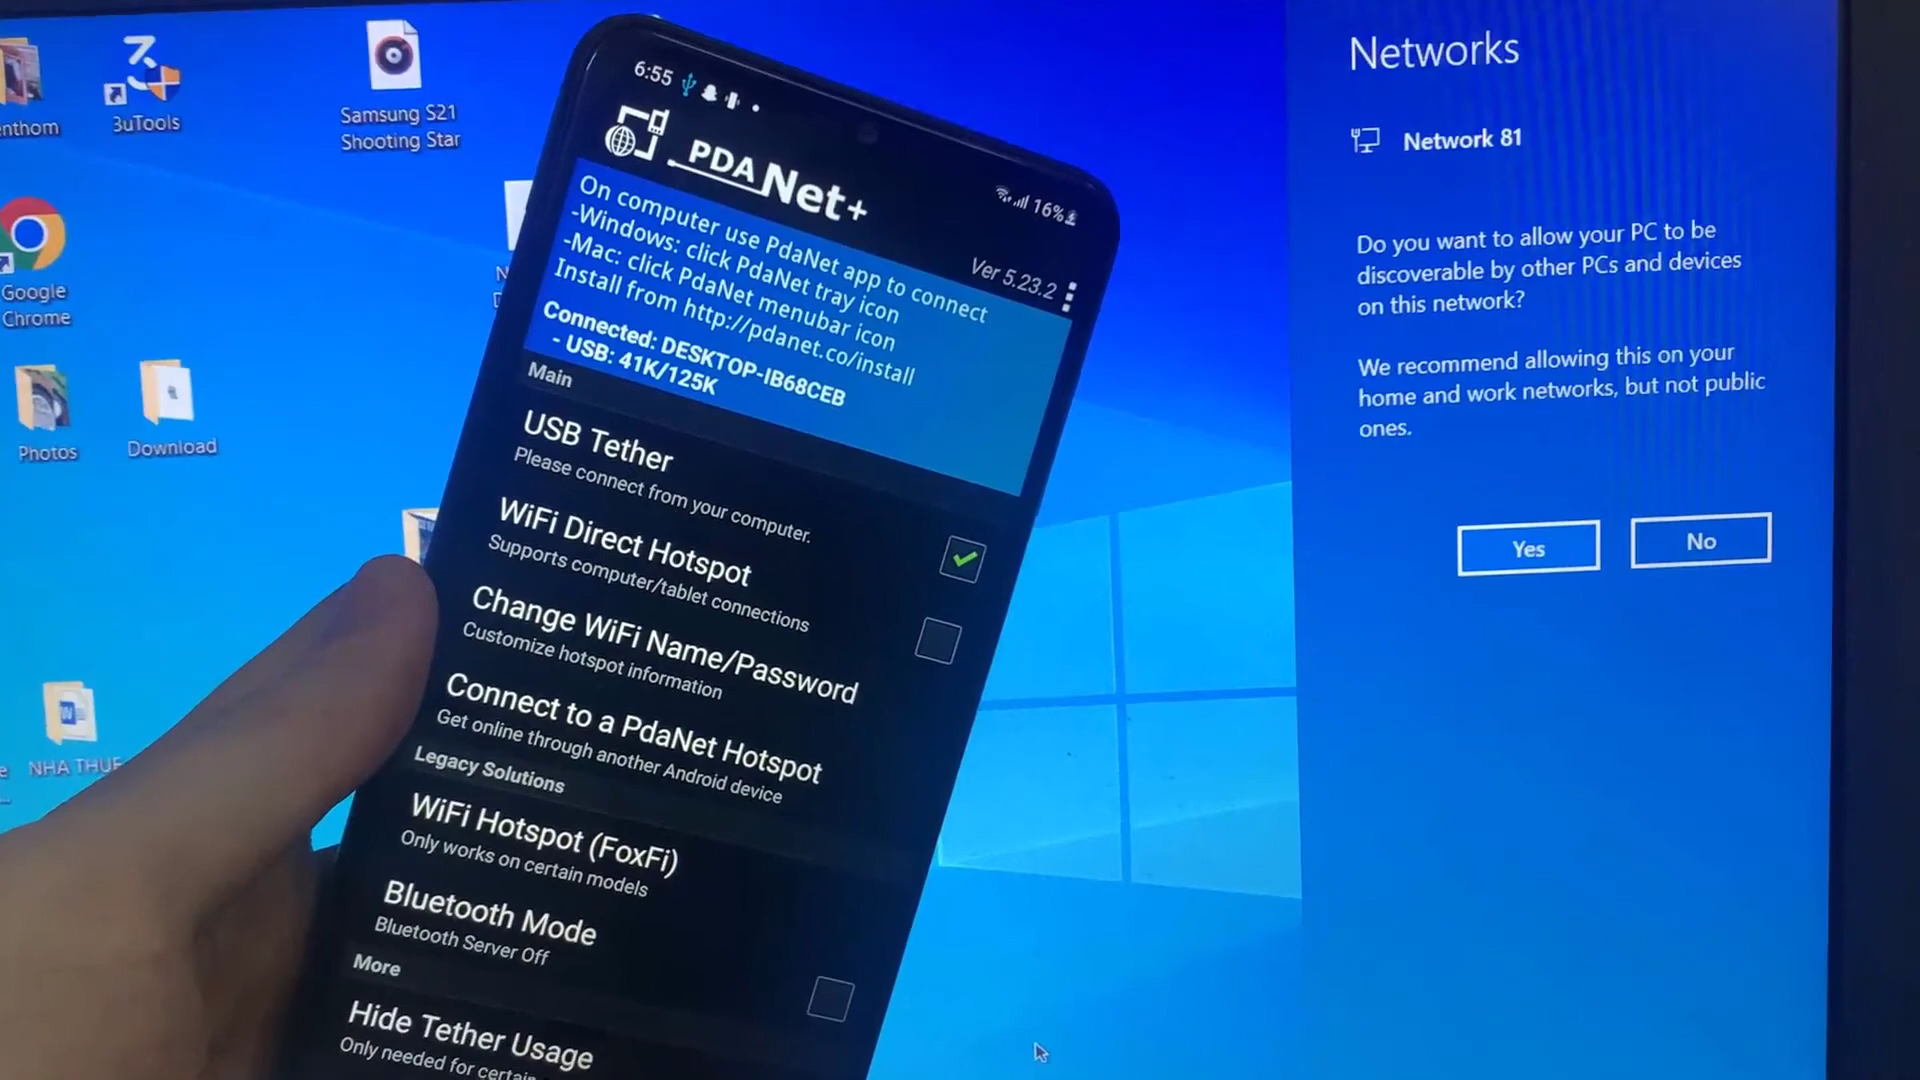 enthom
3uTools
Samsung S21
Shooting Star
Google
Chrome
Photos
Download
NHA THUE
6:55
16%
PDANet+
Ver 5.23.2
On computer use PdaNet app to connect
-Windows: click PdaNet tray icon
-Mac: click PdaNet menubar icon
Install from http://pdanet.co/install
Connected: DESKTOP-IB68CEB
- USB: 41K/125K
Main
USB Tether
Please connect from your computer.
WiFi Direct Hotspot
Supports computer/tablet connections
Change WiFi Name/Password
Customize hotspot information
Connect to a PdaNet Hotspot
Get online through another Android device
Legacy Solutions
WiFi Hotspot (FoxFi)
Only works on certain models
Bluetooth Mode
Bluetooth Server Off
More
Hide Tether Usage
Only needed for
Networks
Network 81
Do you want to allow your PC to be
discoverable by other PCs and devices
on this network?
We recommend allowing this on your
home and work networks, but not public
ones.
Yes
No